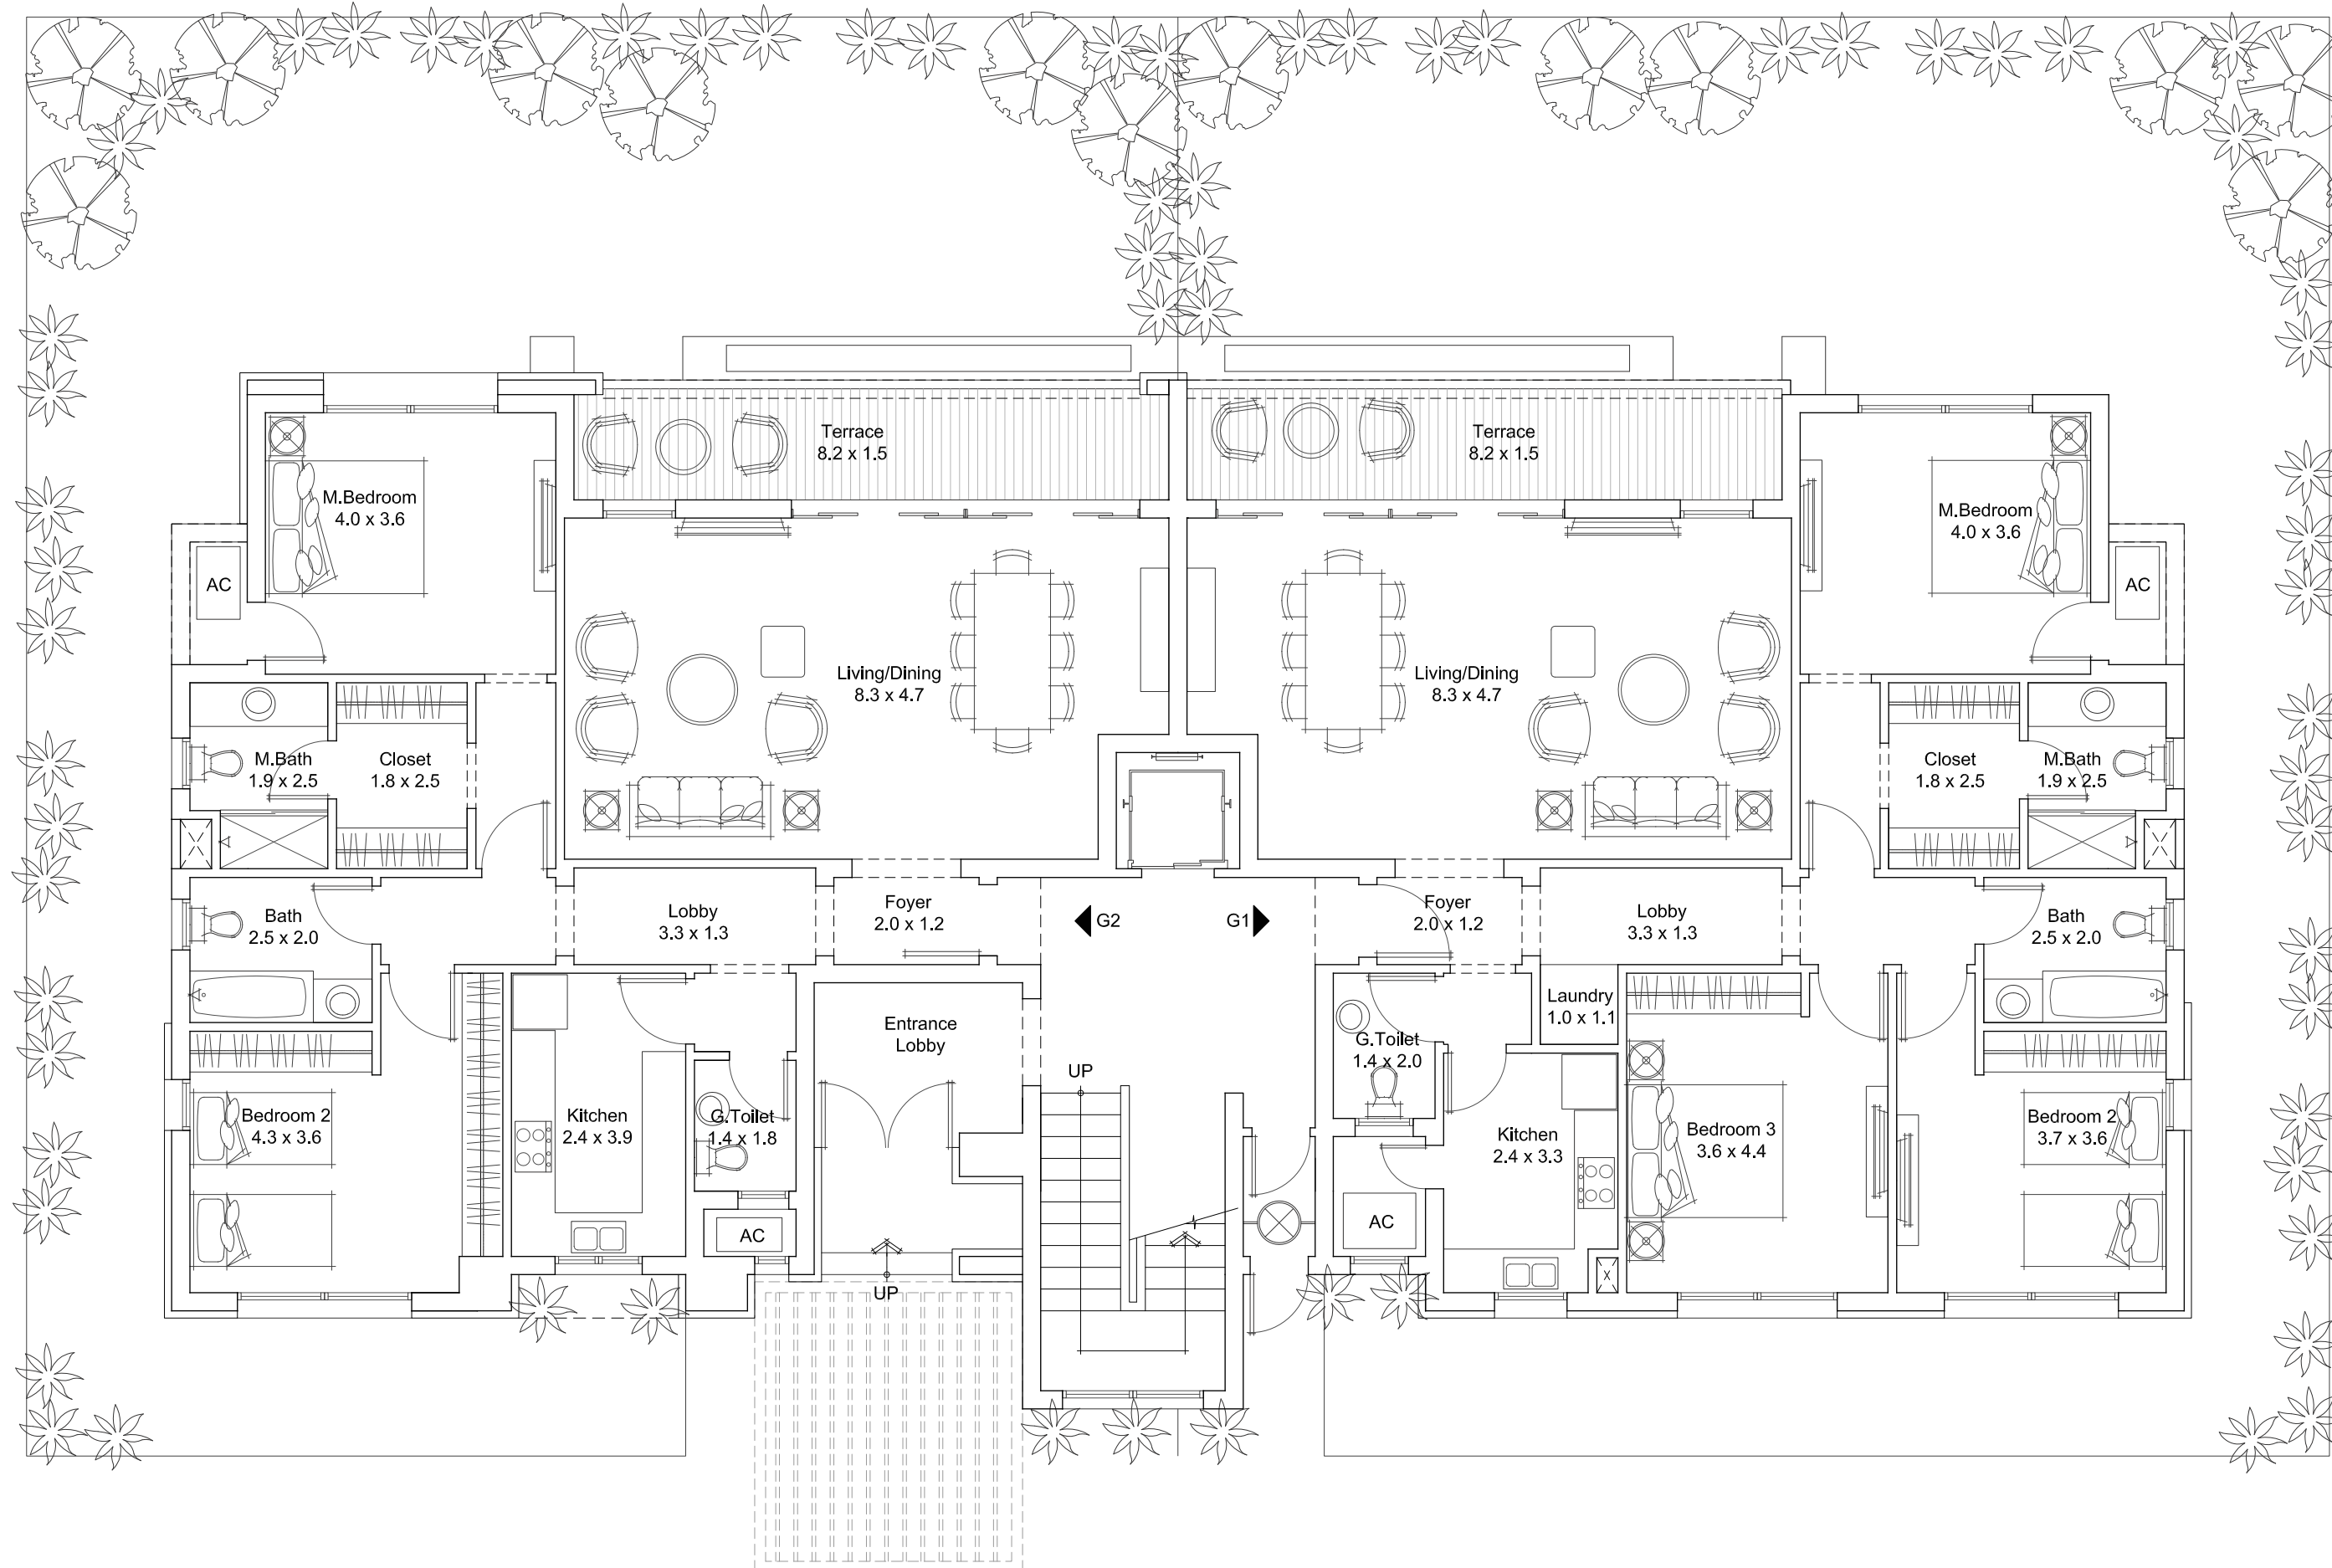 Terrace
8.2 x 1.5
Terrace
8.2 x 1.5
M.Bedroom
4.0 x 3.6
M.Bedroom
4.0 x 3.6
AC
AC
Living/Dining
8.3 x 4.7
Living/Dining
8.3 x 4.7
M.Bath
1.9 x 2.5
Closet
1.8 x 2.5
Closet
1.8 x 2.5
M.Bath
1.9 x 2.5
Bath
2.5 x 2.0
Lobby
3.3 x 1.3
Foyer
2.0 x 1.2
G2
G1
Foyer
2.0 x 1.2
Lobby
3.3 x 1.3
Bath
2.5 x 2.0
Entrance
Lobby
Laundry
1.0 x 1.1
G.Toilet
1.4 x 2.0
UP
Bedroom 2
4.3 x 3.6
Kitchen
2.4 x 3.9
G.Toilet
1.4 x 1.8
Kitchen
2.4 x 3.3
Bedroom 3
3.6 x 4.4
Bedroom 2
3.7 x 3.6
AC
AC
UP